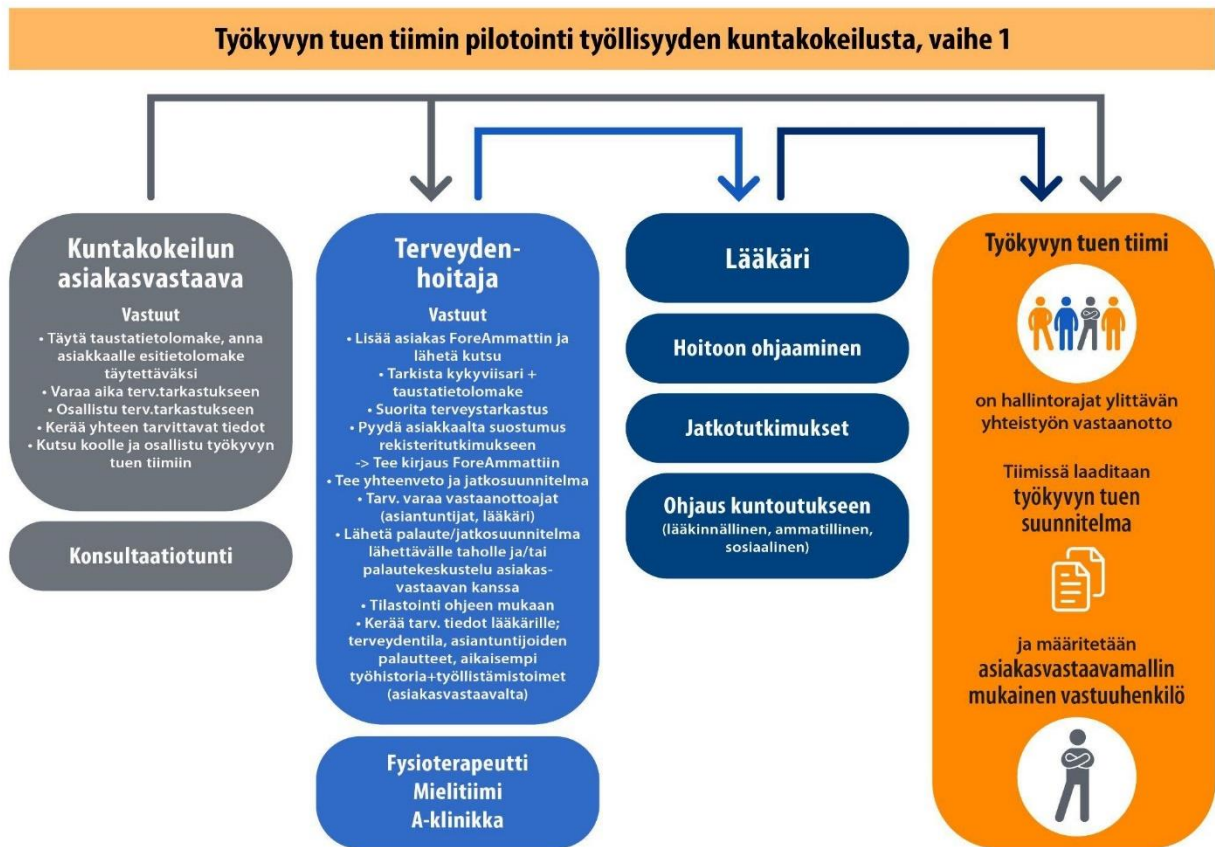 Työkyvyn tuen tiimin pilotointi työllisyyden kuntakokeilusta, vaihe 1
Kuntakokeilun
asiakasvastaava
Vastuut
• Täytä taustatietolomake, anna
asiakkaalle esitietolomake
täytettäväksi
• Varaa aika terv.tarkastukseen
• Osallistu terv.tarkastukseen
• Kerää yhteen tarvittavat tiedot
• Kutsu koolle ja osallistu työkyvyn
tuen tiimiin
Konsultaatiotunti
Terveyden-
hoitaja
Vastuut
• Lisää asiakas ForeAmmattin ja
lähetä kutsu
• Tarkista kykyviisari +
taustatietolomake
• Suorita terveystarkastus
• Pyydä asiakkaalta suostumus
rekisteritutkimukseen
-> Tee kirjaus ForeAmmattiin
• Tee yhteenveto ja jatkosuunnitelma
• Tarv. varaa vastaanottoajat
(asiantuntijat, lääkäri)
• Lähetä palaute/jatkosuunnitelma
lähettävälle taholle ja/tai
palautekeskustelu asiakas-
vastaavan kanssa
• Tilastointi ohjeen mukaan
• Kerää tarv. tiedot lääkärille;
terveydentila, asiantuntijoiden
palautteet, aikaisempi
työhistoria+työllistämistoimet
(asiakasvastaavalta)
Fysioterapeutti
Mielitiimi
A-klinikka
Lääkäri
Hoitoon ohjaaminen
Jatkotutkimukset
Ohjaus kuntoutukseen
(lääkinnällinen, ammatillinen,
sosiaalinen)
Työkyvyn tuen tiimi
on hallintorajat ylittävän
yhteistyön vastaanotto
Tiimissä laaditaan
työkyvyn tuen
suunnitelma
ja määritetään
asiakasvastaavamallin
mukainen vastuuhenkilö